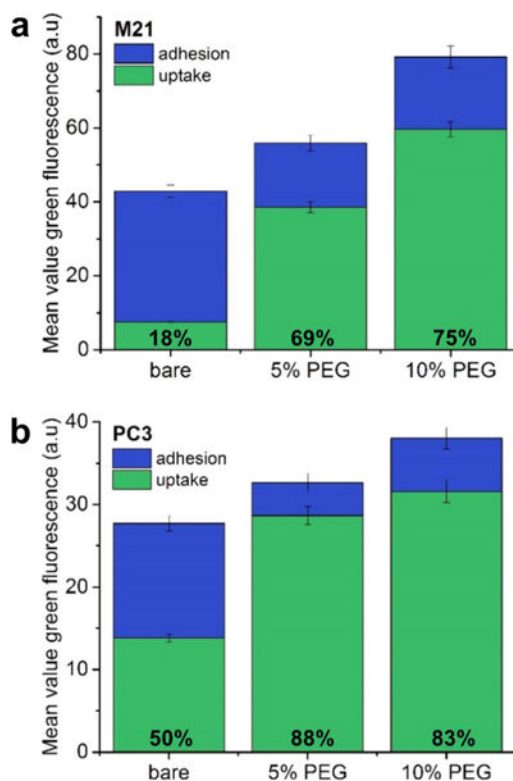 a
M21
adhesion
uptake
Mean value green fluorescence (a.u)
80
60
40
20
0
18%
69%
75%
bare
5% PEG
10% PEG
b
PC3
adhesion
uptake
Mean value green fluorescence (a.u)
40
30
20
10
0
50%
88%
83%
bare
5% PEG
10% PEG